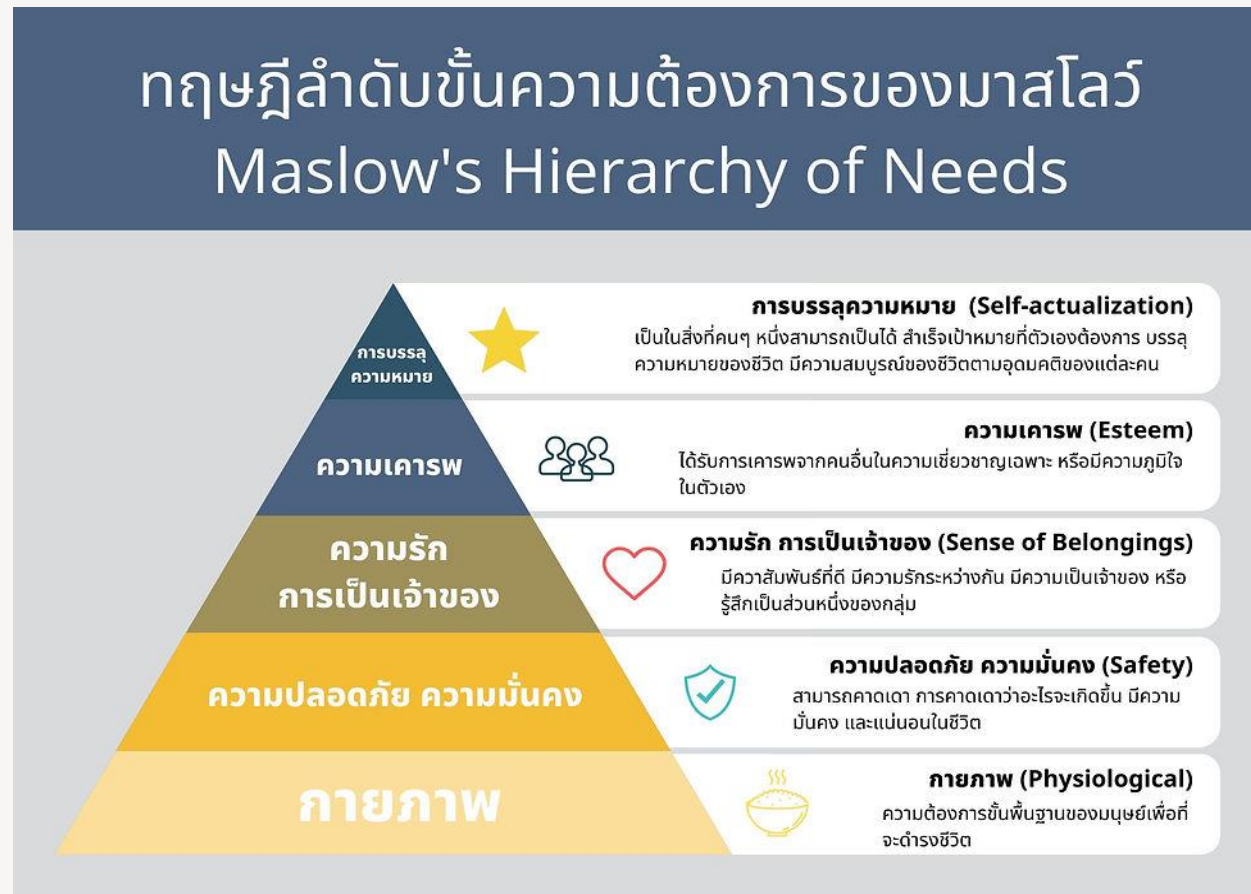 ทฤษฎีลำดับขั้นความต้องการของมาสโลว์
Maslow's Hierarchy of Needs
การบรรลุ
ความหมาย
การบรรลุความหมาย (Self-actualization)
เป็นในสิ่งที่คนๆ หนึ่งสามารถเป็นได้ สำเร็จเป้าหมายที่ตัวเองต้องการ บรรลุ
ความหมายของชีวิต มีความสมบูรณ์ของชีวิตตามอุดมคติของแต่ละคน
ความเคารพ
ความเคารพ (Esteem)
ได้รับการเคารพจากคนอื่นในความเชี่ยวชาญเฉพาะ หรือมีความภูมิใจ
ในตัวเอง
ความรัก
การเป็นเจ้าของ
ความรัก การเป็นเจ้าของ (Sense of Belongings)
มีควาสัมพันธ์ที่ดี มีความรักระหว่างกัน มีความเป็นเจ้าของ หรือ
รู้สึกเป็นส่วนหนึ่งของกลุ่ม
ความปลอดภัย ความมั่นคง
ความปลอดภัย ความมั่นคง (Safety)
สามารถคาดเดา การคาดเดาว่าอะไรจะเกิดขึ้น มีความ
มั่นคง และแน่นอนในชีวิต
กายภาพ
กายภาพ (Physiological)
ความต้องการขั้นพื้นฐานของมนุษย์เพื่อที่
จะดำรงชีวิต